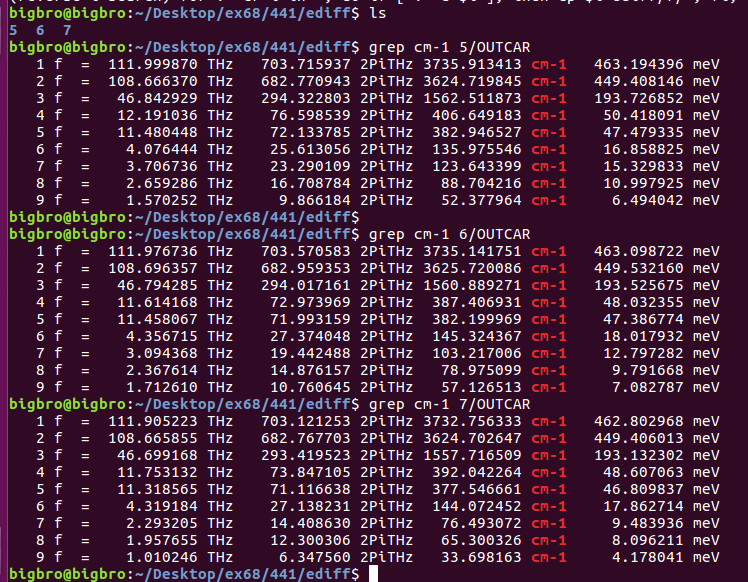 bigbro@bigbro:~/Desktop/ex68/441/ediff$ ls
5 6 7
bigbro@bigbro:~/Desktop/ex68/441/ediff$ grep cm-1 5/OUTCAR
1 f = 111.999870 THz 703.715937 2PiTHz 3735.913413 cm-1 463.194396 meV
2 f = 108.666370 THz 682.770943 2PiTHz 3624.719845 cm-1 449.408146 meV
3 f = 46.842929 THz 294.322803 2PiTHz 1562.511873 cm-1 193.726852 meV
4 f = 12.191036 THz 76.598539 2PiTHz 406.649183 cm-1 50.418091 meV
5 f = 11.480448 THz 72.133785 2PiTHz 382.946527 cm-1 47.479335 meV
6 f = 4.076444 THz 25.613056 2PiTHz 135.975546 cm-1 16.858825 meV
7 f = 3.706736 THz 23.290109 2PiTHz 123.643399 cm-1 15.329833 meV
8 f = 2.659286 THz 16.708784 2PiTHz 88.704216 cm-1 10.997925 meV
9 f = 1.570252 THz 9.866184 2PiTHz 52.377964 cm-1 6.494042 meV
bigbro@bigbro:~/Desktop/ex68/441/ediff$
bigbro@bigbro:~/Desktop/ex68/441/ediff$ grep cm-1 6/OUTCAR
1 f = 111.976736 THz 703.570583 2PiTHz 3735.141751 cm-1 463.098722 meV
2 f = 108.696357 THz 682.959353 2PiTHz 3625.720086 cm-1 449.532160 meV
3 f = 46.794285 THz 294.017161 2PiTHz 1560.889271 cm-1 193.525675 meV
4 f = 11.614168 THz 72.973969 2PiTHz 387.406931 cm-1 48.032355 meV
5 f = 11.458067 THz 71.993159 2PiTHz 382.199969 cm-1 47.386774 meV
6 f = 4.356715 THz 27.374048 2PiTHz 145.324367 cm-1 18.017932 meV
7 f = 3.094368 THz 19.442488 2PiTHz 103.217006 cm-1 12.797282 meV
8 f = 2.367614 THz 14.876157 2PiTHz 78.975099 cm-1 9.791668 meV
9 f = 1.712610 THz 10.760645 2PiTHz 57.126513 cm-1 7.082787 meV
bigbro@bigbro:~/Desktop/ex68/441/ediff$ grep cm-1 7/OUTCAR
1 f = 111.905223 THz 703.121253 2PiTHz 3732.756333 cm-1 462.802968 meV
2 f = 108.665855 THz 682.767703 2PiTHz 3624.702647 cm-1 449.406013 meV
3 f = 46.699168 THz 293.419523 2PiTHz 1557.716509 cm-1 193.132302 meV
4 f = 11.753132 THz 73.847105 2PiTHz 392.042264 cm-1 48.607063 meV
5 f = 11.318565 THz 71.116638 2PiTHz 377.546661 cm-1 46.809837 meV
6 f = 4.319184 THz 27.138231 2PiTHz 144.072452 cm-1 17.862714 meV
7 f = 2.293205 THz 14.408630 2PiTHz 76.493072 cm-1 9.483936 meV
8 f = 1.957655 THz 12.300306 2PiTHz 65.300326 cm-1 8.096211 meV
9 f = 1.010246 THz 6.347560 2PiTHz 33.698163 cm-1 4.178041 meV
bigbro@bigbro:~/Desktop/ex68/441/ediff$